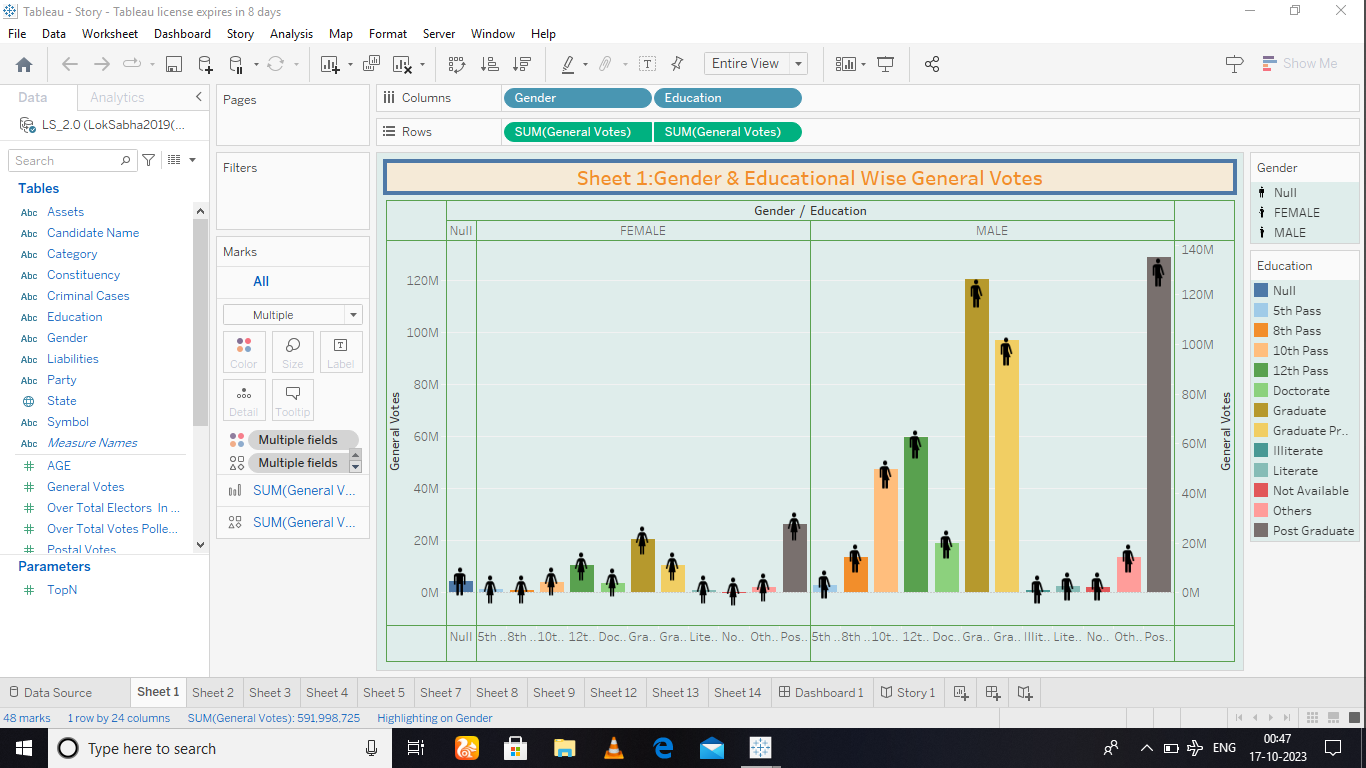 Tableau - Story - Tableau license expires in 8 days
File Data Worksheet Dashboard Story Analysis Map Format Server Window Help
Entire View
Show Me
Data Analytics
LS_2.0 (LokSabha2019(...
Search
Tables
Abc Assets
Abc Candidate Name
Abc Category
Abc Constituency
Abc Criminal Cases
Abc Education
Abc Gender
Abc Liabilities
Abc Party
State
Abc Symbol
Abc Measure Names
AGE
General Votes
Over Total Electors In ...
Over Total Votes Polle...
Postal Votes
Parameters
TopN
Pages
Filters
Marks
All
Multiple
Color Size Label
Detail Tooltip
Multiple fields
Multiple fields
SUM(General V...
SUM(General V...
Columns Gender Education
Rows SUM(General Votes) SUM(General Votes)
Sheet 1:Gender & Educational Wise General Votes
Gender / Education
Null FEMALE MALE
General Votes
120M
100M
80M
60M
40M
20M
0M
140M
120M
100M
80M
60M
40M
20M
0M
General Votes
Null 5th .. 8th .. 10t.. 12t.. Doc.. Gra.. Gra.. Lite.. No.. Oth.. Pos.. 5th .. 8th .. 10t.. 12t.. Doc.. Gra.. Gra.. Illit.. Lite.. No.. Oth.. Pos..
Gender
Null
FEMALE
MALE
Education
Null
5th Pass
8th Pass
10th Pass
12th Pass
Doctorate
Graduate
Graduate Pr..
Illiterate
Literate
Not Available
Others
Post Graduate
Data Source Sheet 1 Sheet 2 Sheet 3 Sheet 4 Sheet 5 Sheet 7 Sheet 8 Sheet 9 Sheet 12 Sheet 13 Sheet 14 Dashboard 1 Story 1
48 marks 1 row by 24 columns SUM(General Votes): 591,998,725 Highlighting on Gender
Type here to search
ENG
00:47
17-10-2023